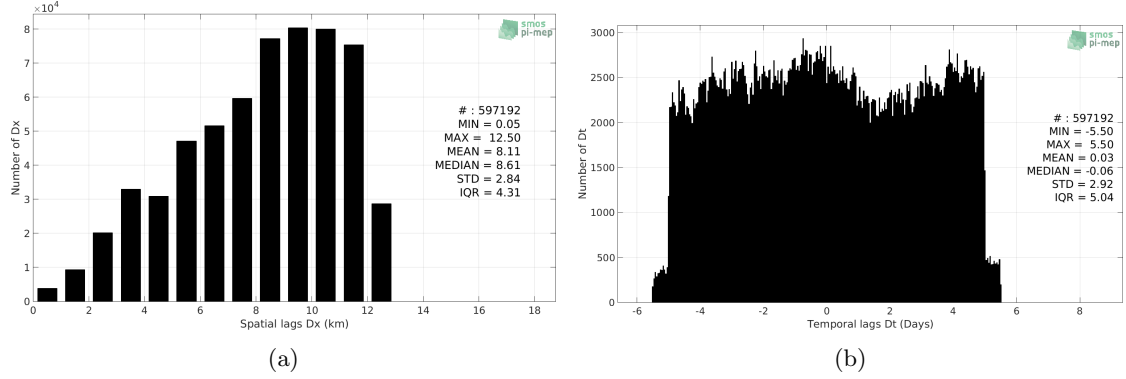 ×10⁴
8
7
6
5
4
3
2
1
0
Number of Dx
smos
pi-mep
# : 597192
MIN = 0.05
MAX = 12.50
MEAN = 8.11
MEDIAN = 8.61
STD = 2.84
IQR = 4.31
0 2 4 6 8 10 12 14 16 18
Spatial lags Dx (km)
(a)
3000
2500
2000
1500
1000
500
0
Number of Dt
smos
pi-mep
# : 597192
MIN = -5.50
MAX = 5.50
MEAN = 0.03
MEDIAN = -0.06
STD = 2.92
IQR = 5.04
-6 -4 -2 0 2 4 6 8
Temporal lags Dt (Days)
(b)